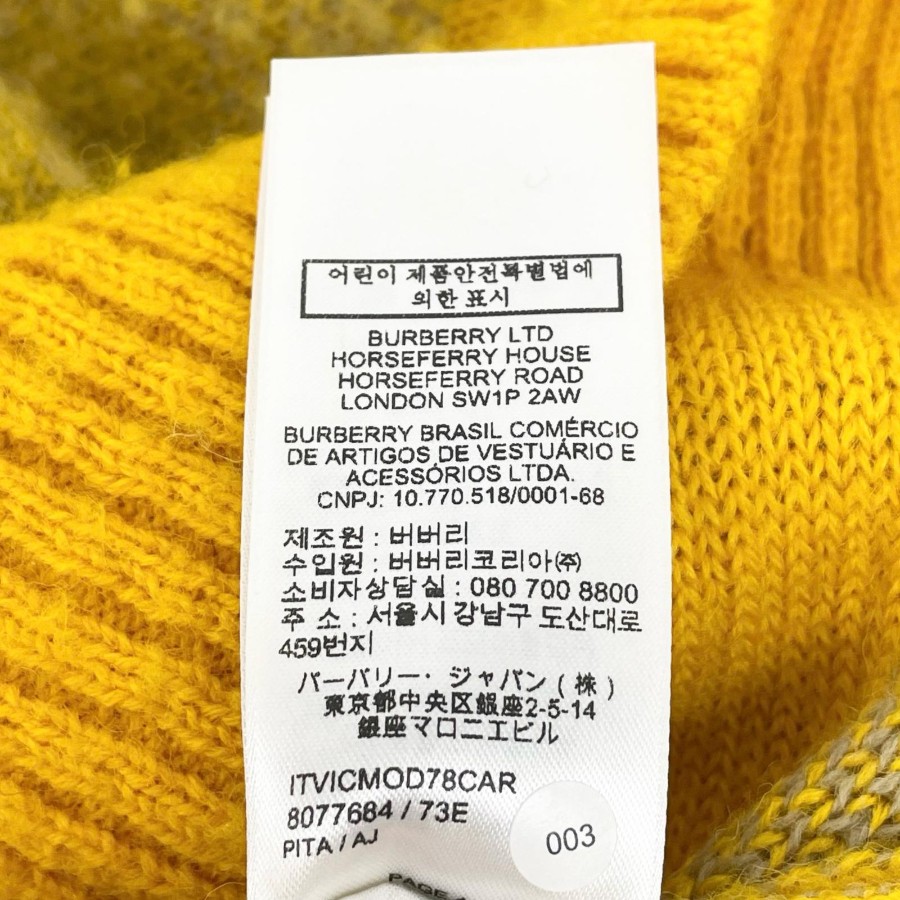 어린이 제품안전특별법에
의한 표시
BURBERRY LTD
HORSEFERRY HOUSE
HORSEFERRY ROAD
LONDON SW1P 2AW
BURBERRY BRASIL COMÉRCIO
DE ARTIGOS DE VESTUÁRIO E
ACESSÓRIOS LTDA.
CNPJ: 10.770.518/0001-68
제조원 : 버버리
수입원 : 버버리코리아㈜
소비자상담실 : 080 700 8800
주 소 : 서울시 강남구 도산대로
459번지
バーバリー・ジャパン(株)
東京都中央区銀座2-5-14
銀座マロニエビル
ITVICMOD78CAR
8077684 / 73E
PITA / AJ
003
PAGE